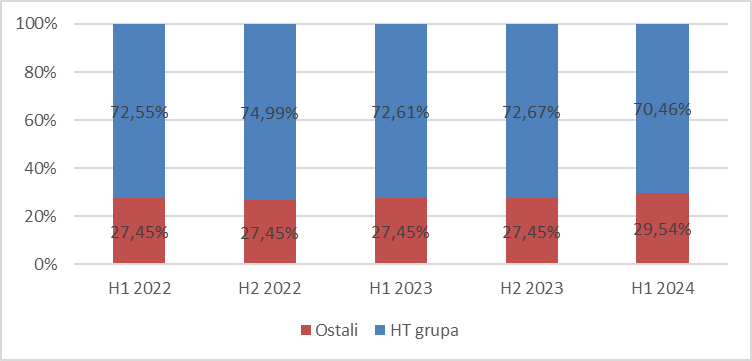 100%
80%
60%
40%
20%
0%
72,55% 74,99% 72,61% 72,67% 70,46%
27,45% 27,45% 27,45% 27,45% 29,54%
H1 2022 H2 2022 H1 2023 H2 2023 H1 2024
Ostali HT grupa